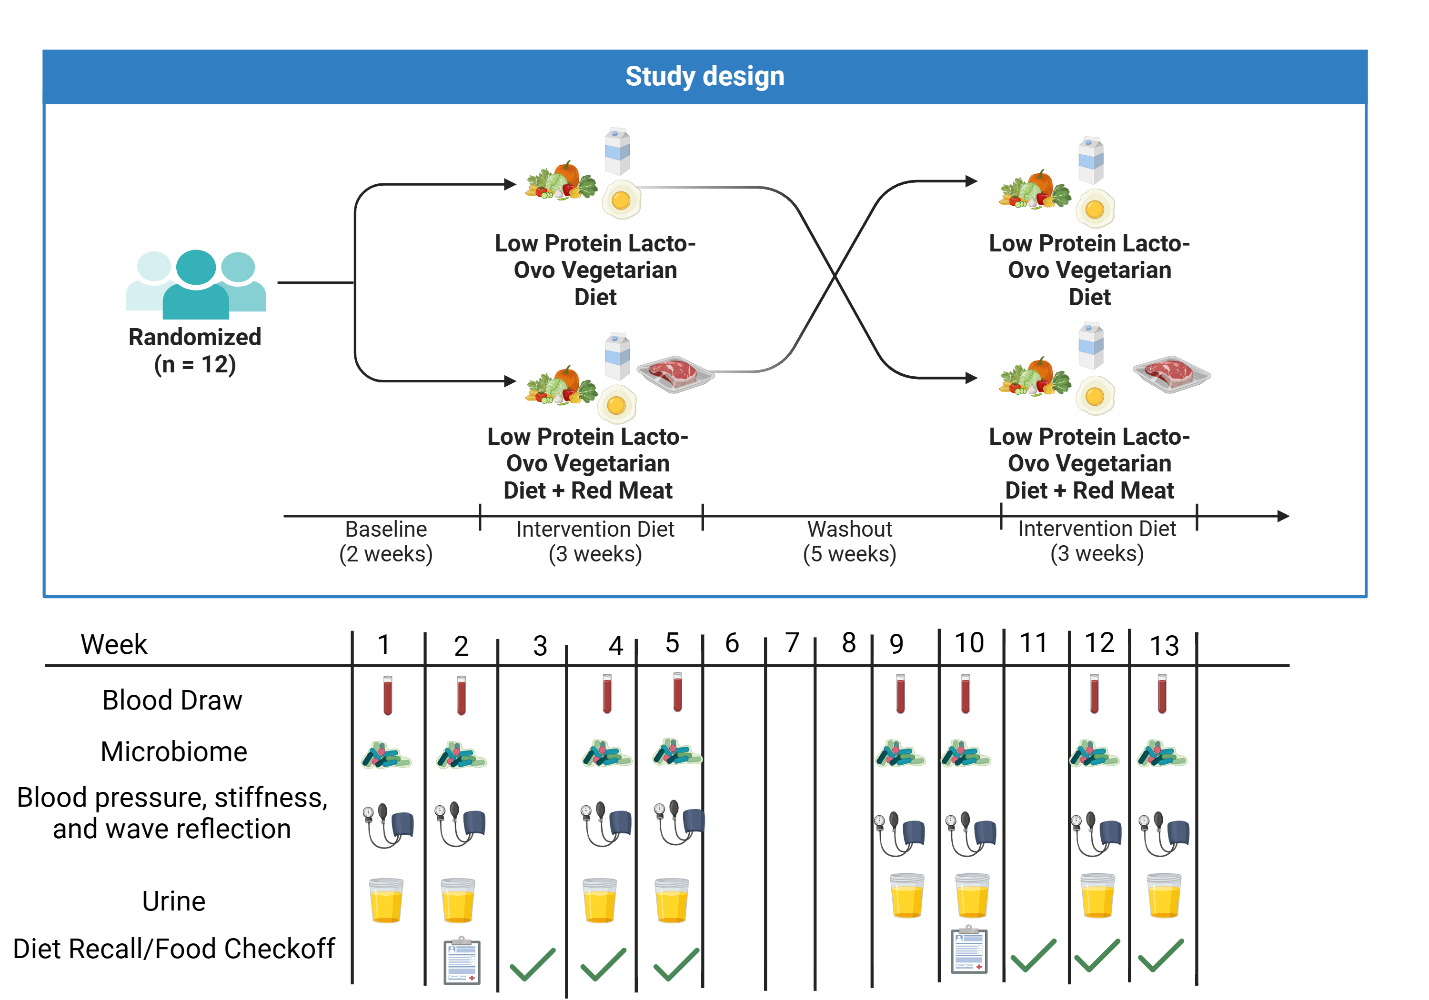 Study design
Randomized
(n = 12)
Low Protein Lacto-
Ovo Vegetarian
Diet
Low Protein Lacto-
Ovo Vegetarian
Diet
Low Protein Lacto-
Ovo Vegetarian
Diet + Red Meat
Low Protein Lacto-
Ovo Vegetarian
Diet + Red Meat
Baseline
(2 weeks)
Intervention Diet
(3 weeks)
Washout
(5 weeks)
Intervention Diet
(3 weeks)
Week 1 2 3 4 5 6 7 8 9 10 11 12 13
Blood Draw
Microbiome
Blood pressure, stiffness,
and wave reflection
Urine
Diet Recall/Food Checkoff